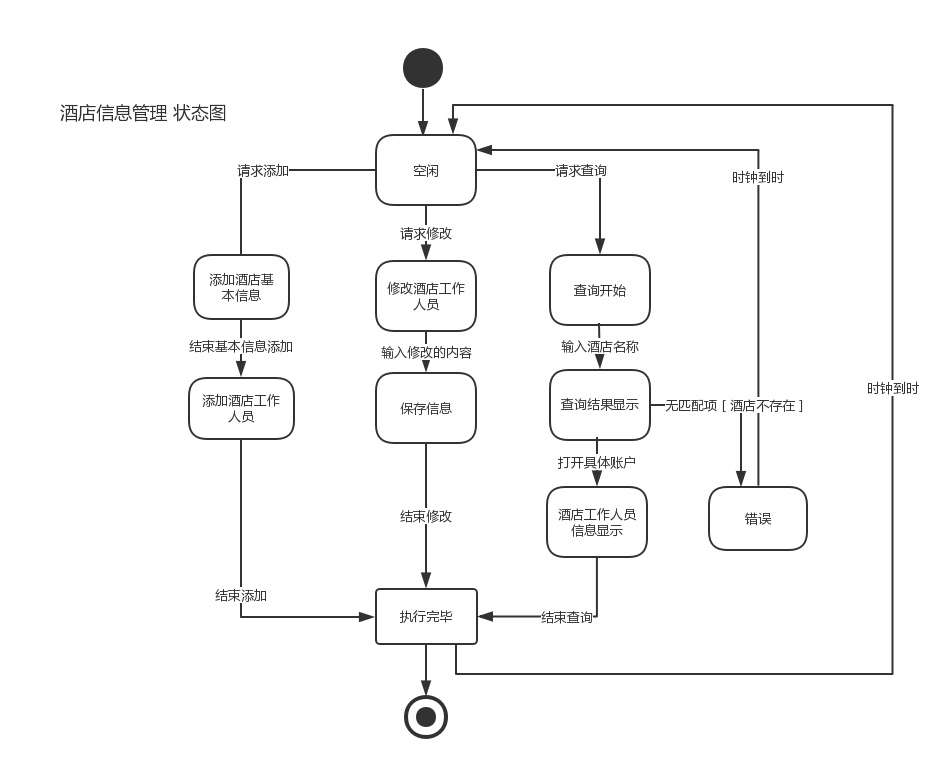 酒店信息管理 状态图
空闲
请求添加
请求查询
时钟到时
请求修改
添加酒店基
本信息
修改酒店工作
人员
查询开始
结束基本信息添加
输入修改的内容
输入酒店名称
时钟到时
添加酒店工作
人员
保存信息
查询结果显示
无匹配项 [ 酒店不存在 ]
打开具体账户
结束修改
酒店工作人员
信息显示
错误
结束添加
执行完毕
结束查询